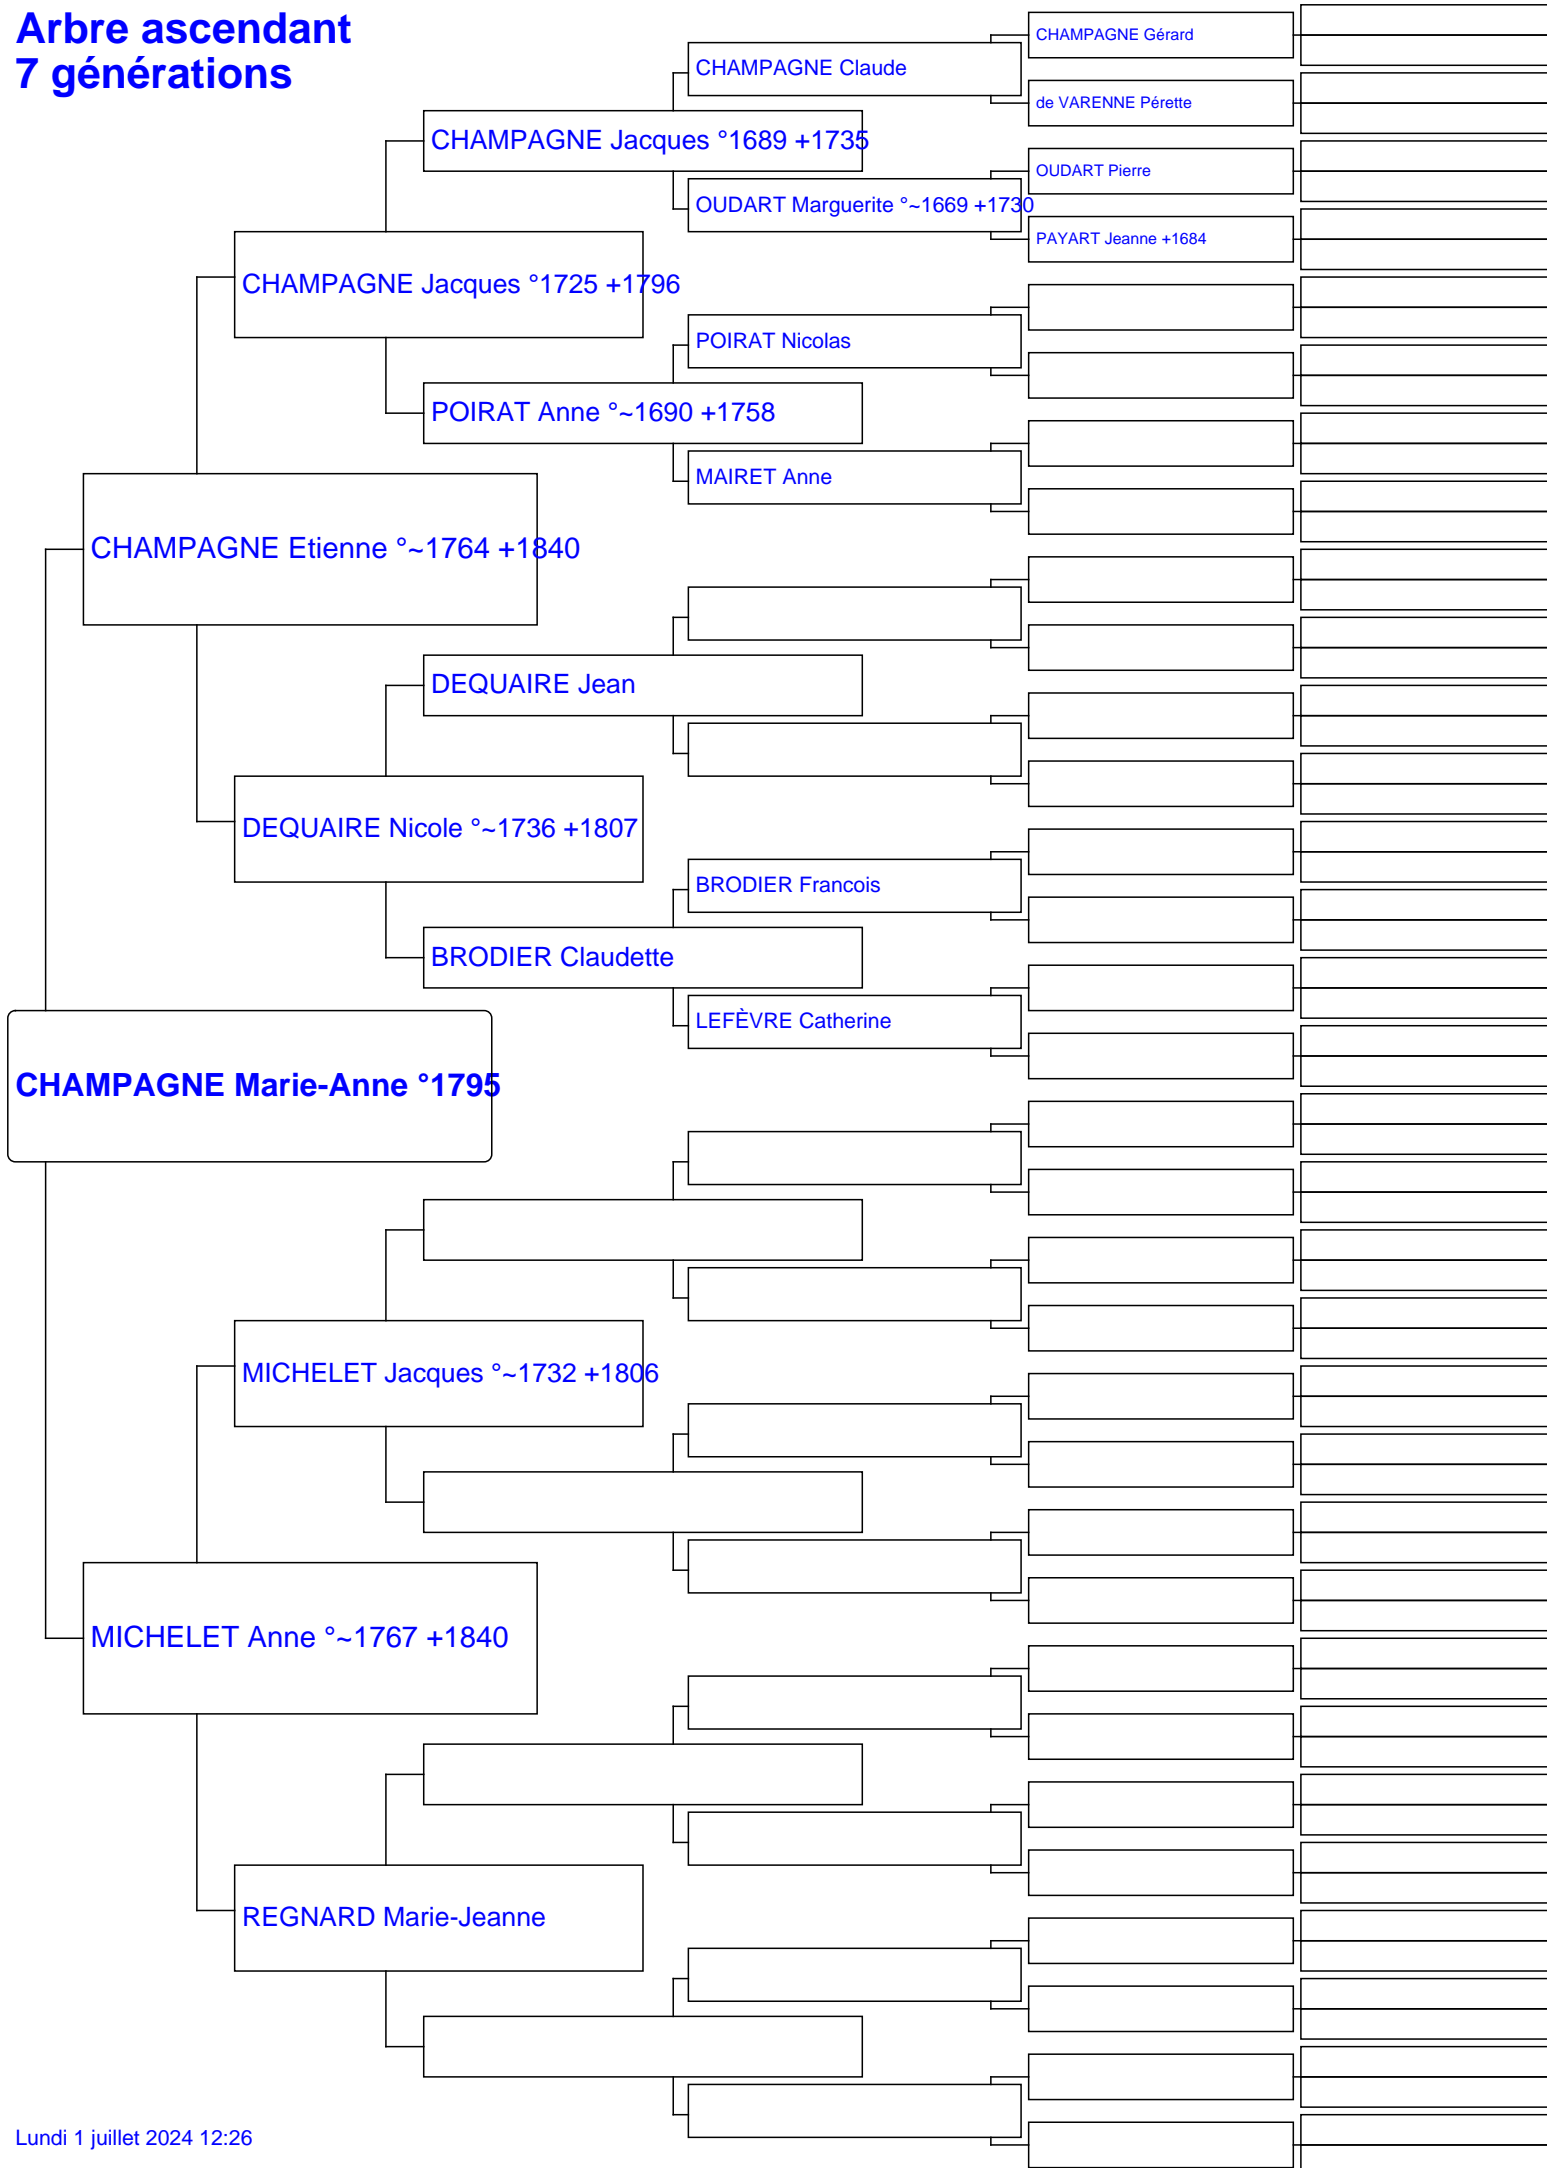 Arbre ascendant
7 générations
CHAMPAGNE Gérard
CHAMPAGNE Claude
de VARENNE Pérette
CHAMPAGNE Jacques °1689 +1735
OUDART Pierre
OUDART Marguerite °~1669 +1730
PAYART Jeanne +1684
CHAMPAGNE Jacques °1725 +1796
POIRAT Nicolas
POIRAT Anne °~1690 +1758
MAIRET Anne
CHAMPAGNE Etienne °~1764 +1840
DEQUAIRE Jean
DEQUAIRE Nicole °~1736 +1807
BRODIER Francois
BRODIER Claudette
LEFÈVRE Catherine
CHAMPAGNE Marie-Anne °1795
MICHELET Jacques °~1732 +1806
MICHELET Anne °~1767 +1840
REGNARD Marie-Jeanne
Lundi 1 juillet 2024 12:26